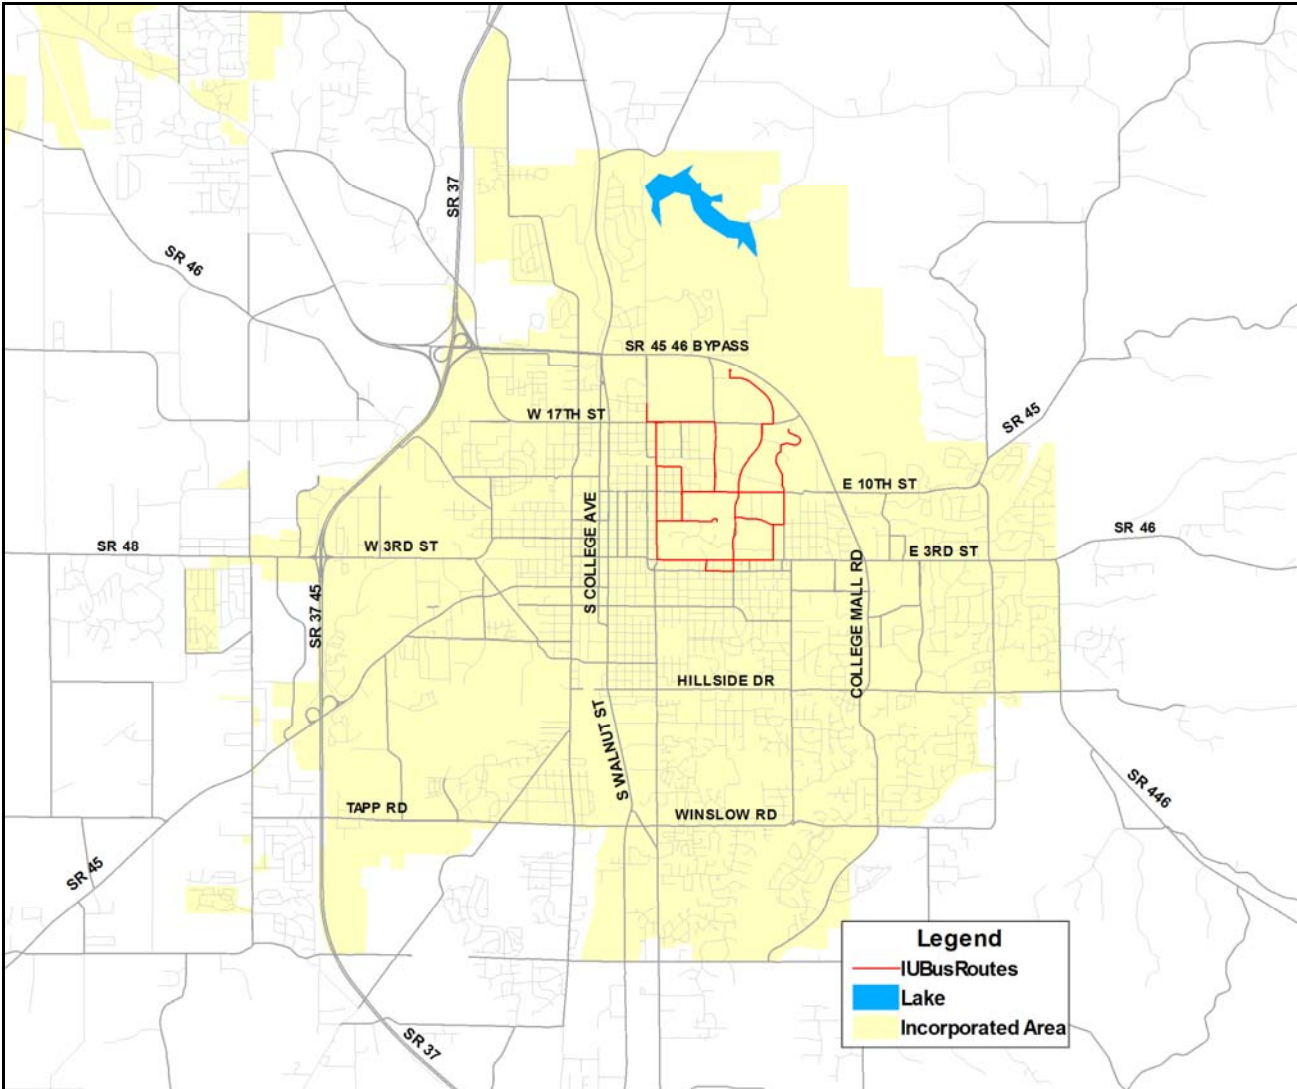 SR 37
SR 46
SR 45 46 BYPASS
W 17TH ST
SR 45
E 10TH ST
S COLLEGE AVE
SR 46
SR 48
W 3RD ST
E 3RD ST
SR 37 45
COLLEGE MALL RD
HILLSIDE DR
S WALNUT ST
SR 446
TAPP RD
WINSLOW RD
SR 45
SR 37
Legend
IUBusRoutes
Lake
Incorporated Area